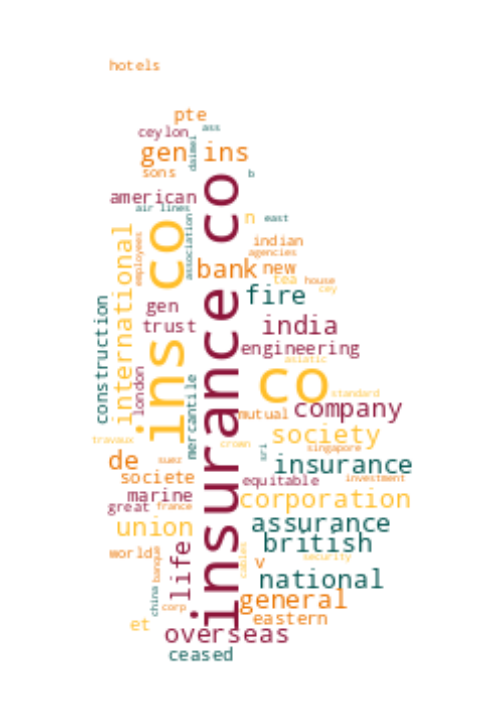 hotels
pte
ceylon
ass
daimei
gen ins
sons
b
american
air lines
association
employees
n
east
indian
agencies
insurance co
ins co
international
bank
new
tea
house
cey
fire
construction
gen
trust
india
engineering
asiatic
london
mercantile
co
standard
mutual
company
travaux
crown
society
singapore
sri
de
suez
insurance
societe
equitable
investment
marine
corporation
great
france
union
assurance
british
world
banque
life
cables
v
security
national
china
corp
general
eastern
et
overseas
ceased